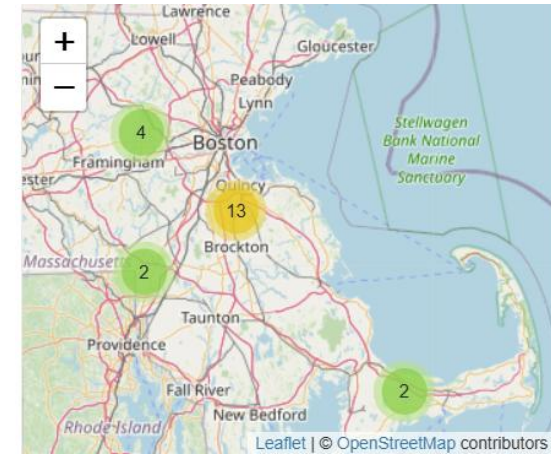 Lawrence
+
Lowell
Gloucester
−
Peabody
Lynn
4
Boston
Stellwagen
Bank National
Marine
Sanctuary
Framingham
Quincy
13
Brockton
Massachuset
2
Taunton
Providence
Fall River
2
New Bedford
Rhode Island
Leaflet | © OpenStreetMap contributors